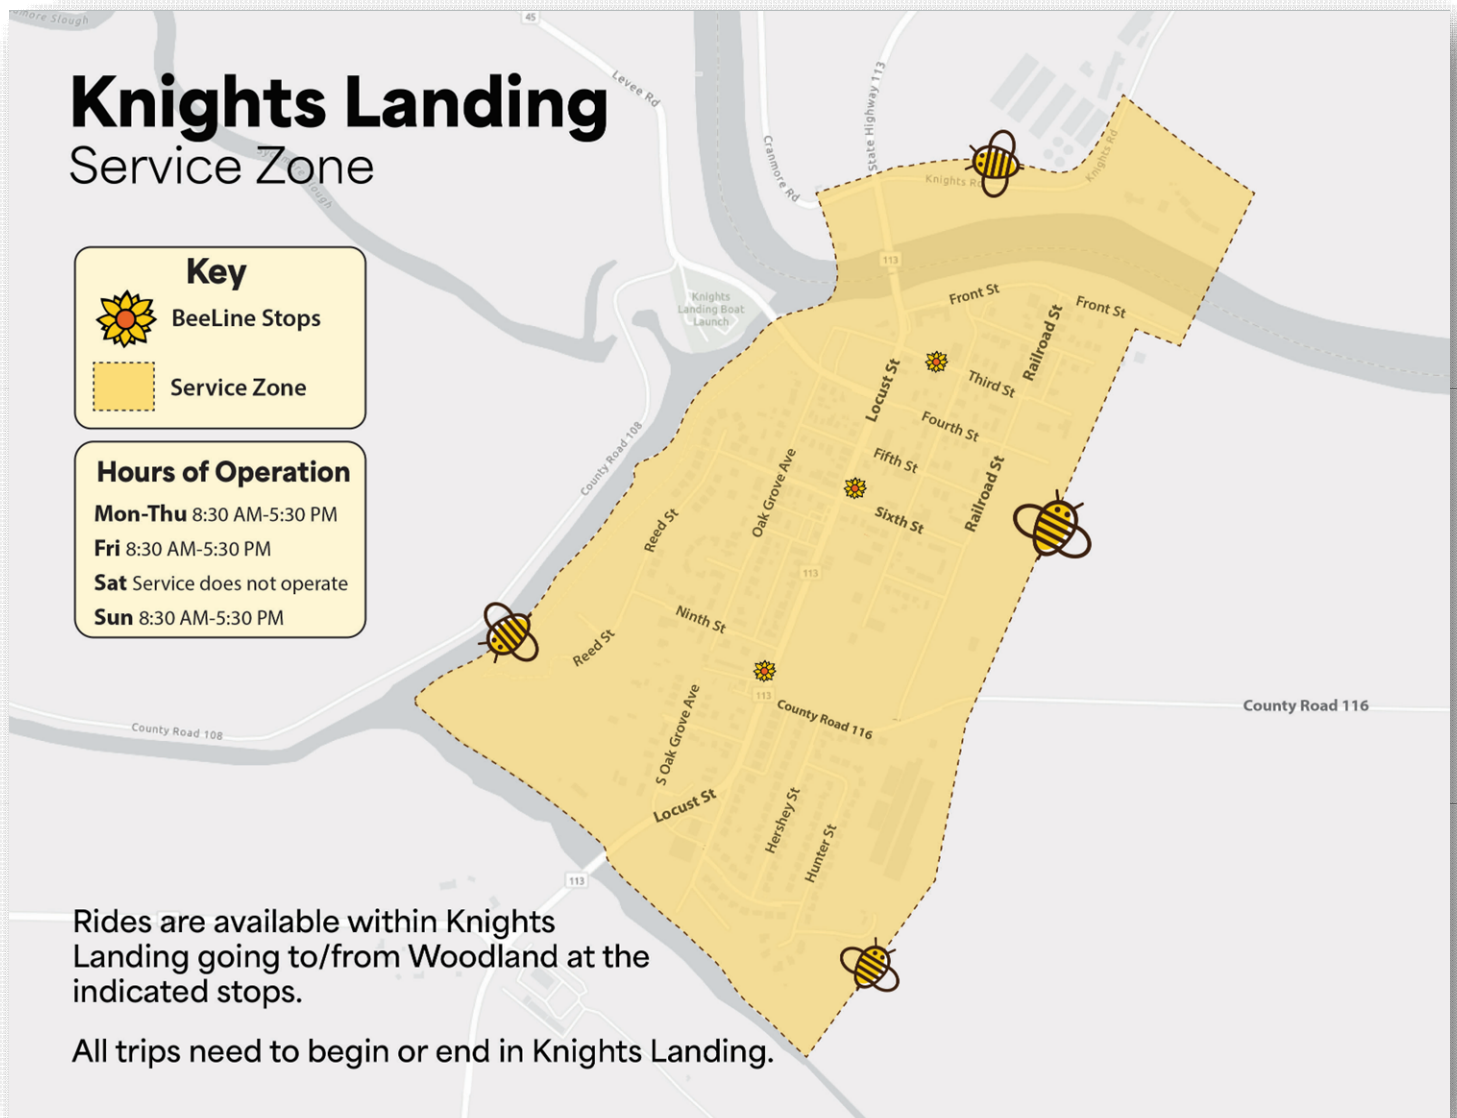 45
Levee Rd
Knights Landing
Service Zone
Cranmore Rd
State Highway 113
Knights Rd
Knights Rd
113
Key
BeeLine Stops
Service Zone
Knights
Landing Boat
Launch
Front St
Front St
Railroad St
Locust St
Third St
Fourth St
Fifth St
County Road 108
Oak Grove Ave
Railroad St
Sixth St
Reed St
113
Hours of Operation
Mon-Thu 8:30 AM-5:30 PM
Fri 8:30 AM-5:30 PM
Sat Service does not operate
Sun 8:30 AM-5:30 PM
Ninth St
Reed St
113
County Road 116
County Road 116
County Road 108
S Oak Grove Ave
Locust St
Hershey St
Hunter St
113
Rides are available within Knights
Landing going to/from Woodland at the
indicated stops.
All trips need to begin or end in Knights Landing.